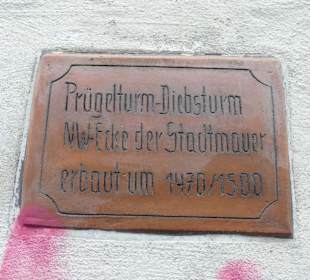 Prügelturm-Diebsturm
NW-Ecke der Stadtmauer
erbaut um 1470/1500